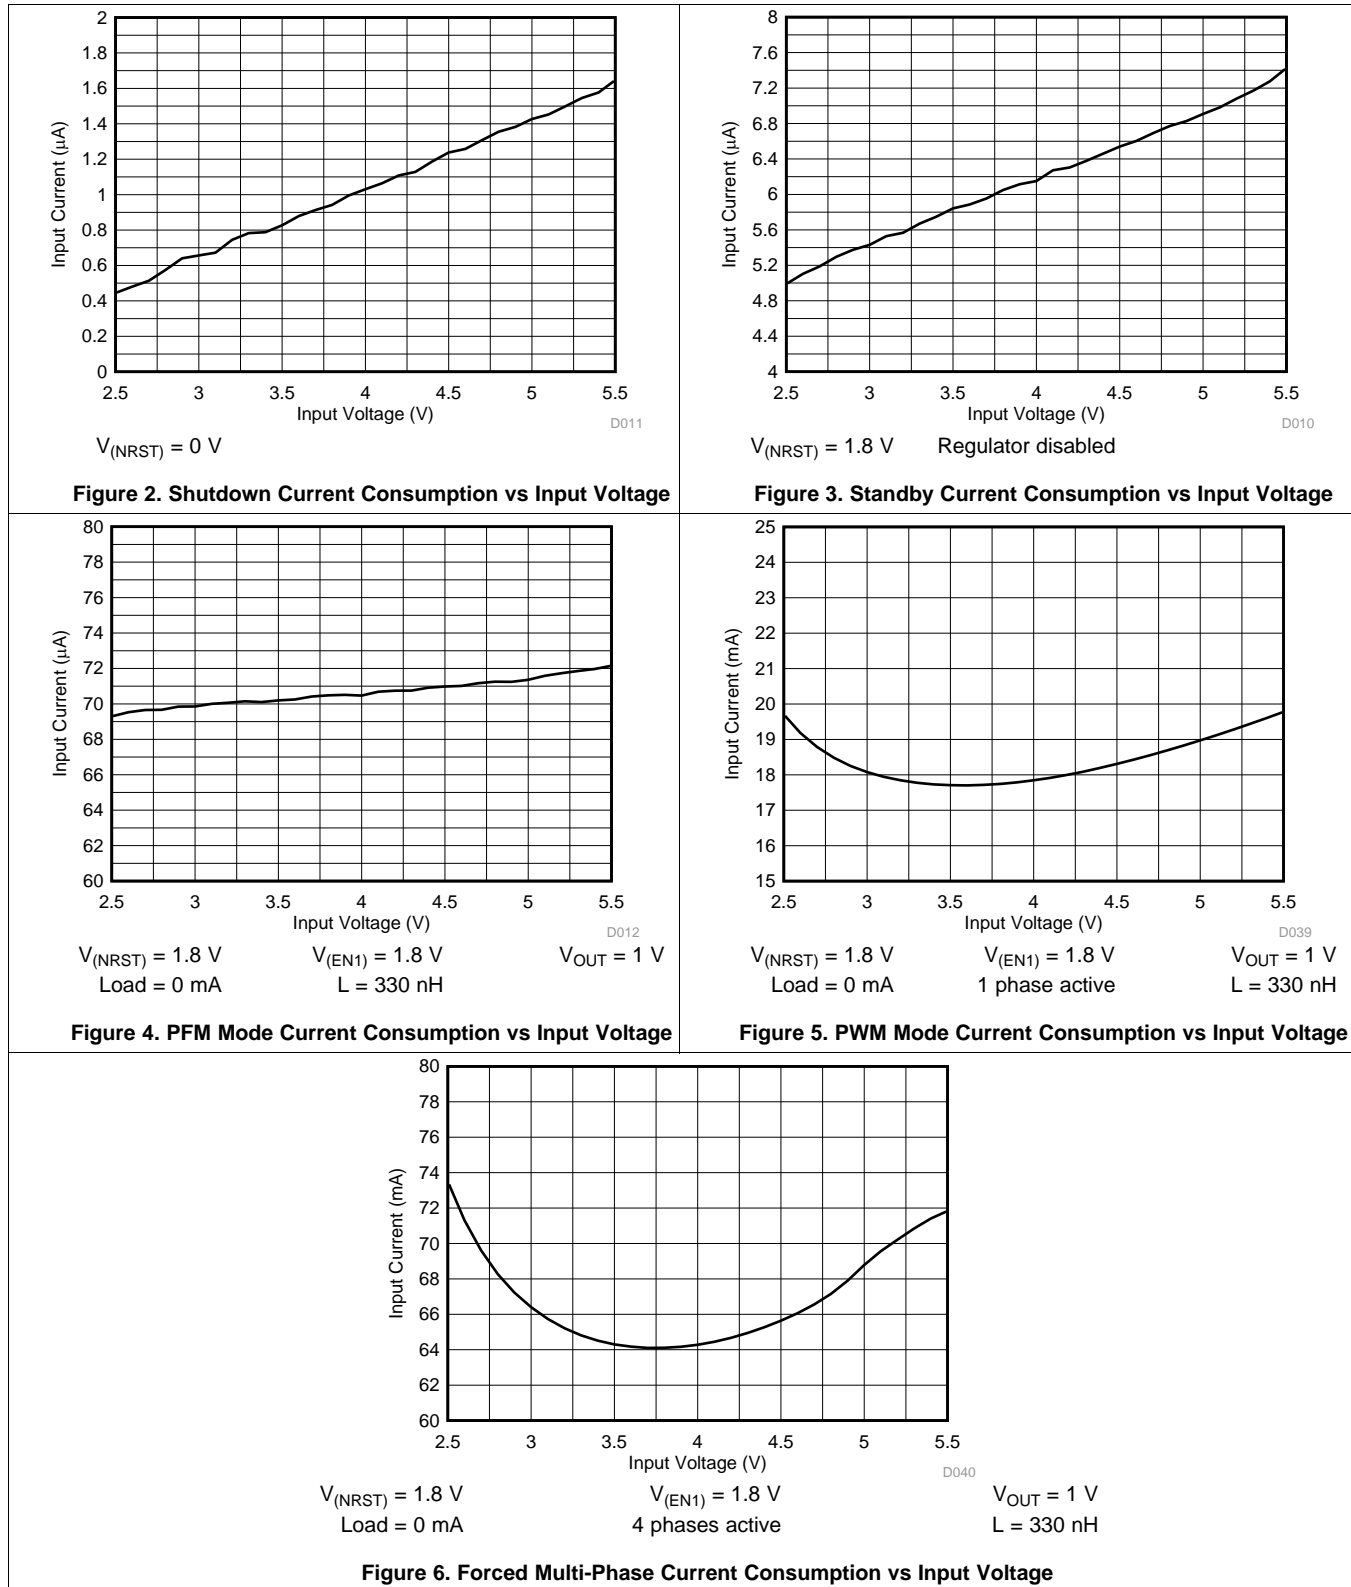 2
1.8
1.6
1.4
1.2
1
0.8
0.6
0.4
0.2
0
Input Current (μA)
2.5 3 3.5 4 4.5 5 5.5
Input Voltage (V)
D011
V(NRST) = 0 V
Figure 2. Shutdown Current Consumption vs Input Voltage
8
7.6
7.2
6.8
6.4
6
5.6
5.2
4.8
4.4
4
Input Current (μA)
2.5 3 3.5 4 4.5 5 5.5
Input Voltage (V)
D010
V(NRST) = 1.8 V Regulator disabled
Figure 3. Standby Current Consumption vs Input Voltage
80
78
76
74
72
70
68
66
64
62
60
Input Current (μA)
2.5 3 3.5 4 4.5 5 5.5
Input Voltage (V)
D012
V(NRST) = 1.8 V V(EN1) = 1.8 V VOUT = 1 V
Load = 0 mA L = 330 nH
Figure 4. PFM Mode Current Consumption vs Input Voltage
25
24
23
22
21
20
19
18
17
16
15
Input Current (mA)
2.5 3 3.5 4 4.5 5 5.5
Input Voltage (V)
D039
V(NRST) = 1.8 V V(EN1) = 1.8 V VOUT = 1 V
Load = 0 mA 1 phase active L = 330 nH
Figure 5. PWM Mode Current Consumption vs Input Voltage
80
78
76
74
72
70
68
66
64
62
60
Input Current (mA)
2.5 3 3.5 4 4.5 5 5.5
Input Voltage (V)
D040
V(NRST) = 1.8 V V(EN1) = 1.8 V VOUT = 1 V
Load = 0 mA 4 phases active L = 330 nH
Figure 6. Forced Multi-Phase Current Consumption vs Input Voltage